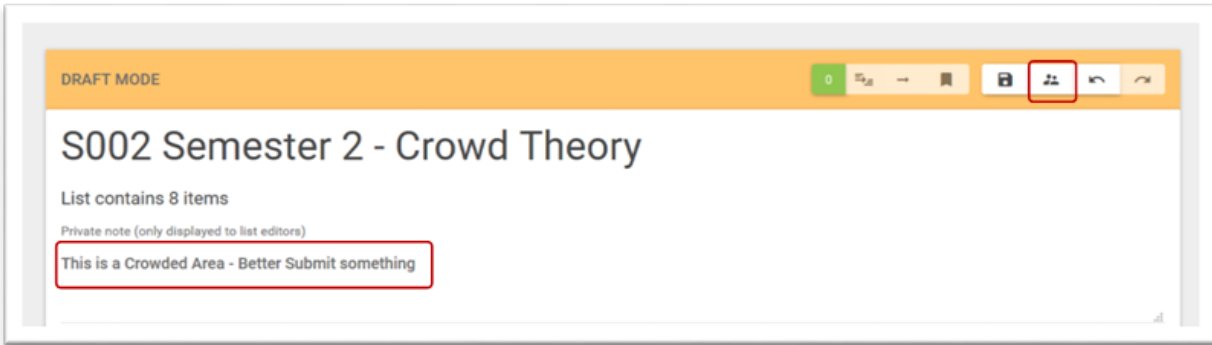 DRAFT MODE 0
S002 Semester 2 - Crowd Theory
List contains 8 items
Private note (only displayed to list editors)
This is a Crowded Area - Better Submit something